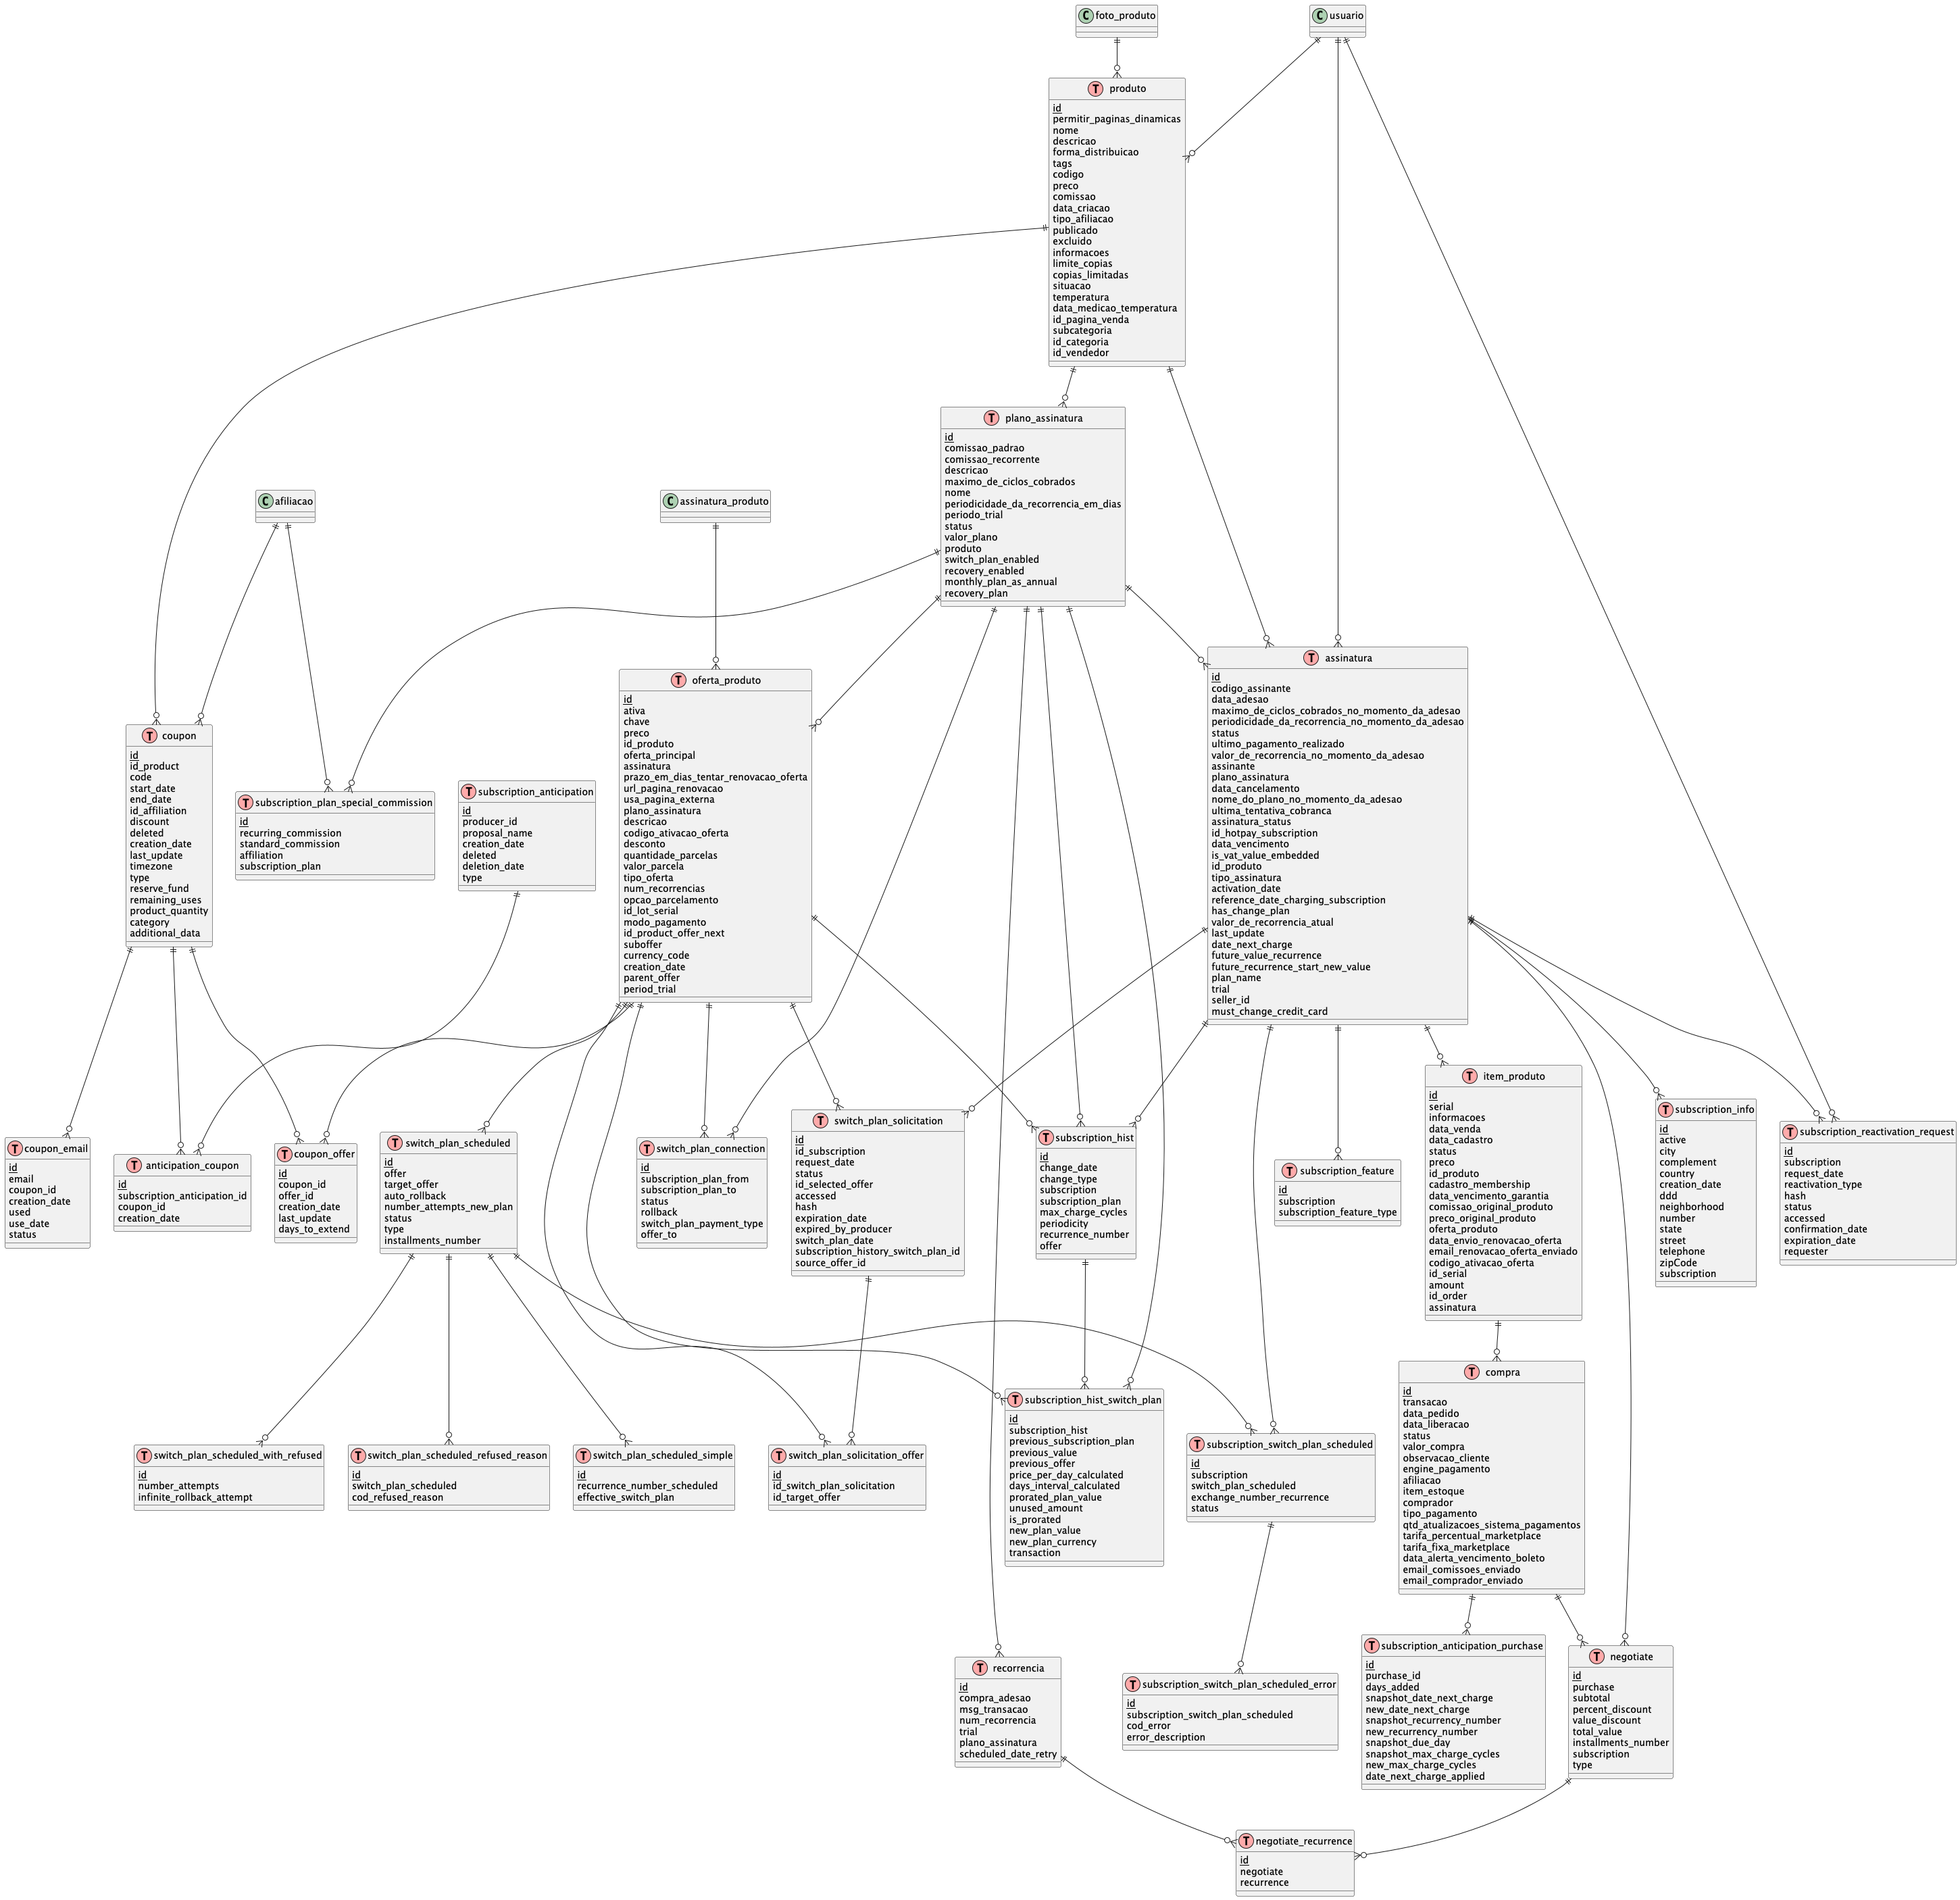 C foto_produto
C usuario
T produto
id
permitir_paginas_dinamicas
nome
descricao
forma_distribuicao
tags
codigo
preco
comissao
data_criacao
tipo_afiliacao
publicado
excluido
informacoes
limite_copias
copias_limitadas
situacao
temperatura
data_medicao_temperatura
id_pagina_venda
subcategoria
id_categoria
id_vendedor
T plano_assinatura
id
comissao_padrao
comissao_recorrente
descricao
maximo_de_ciclos_cobrados
nome
periodicidade_da_recorrencia_em_dias
periodo_trial
status
valor_plano
produto
switch_plan_enabled
recovery_enabled
monthly_plan_as_annual
recovery_plan
C afiliacao
C assinatura_produto
T assinatura
id
codigo_assinante
data_adesao
maximo_de_ciclos_cobrados_no_momento_da_adesao
periodicidade_da_recorrencia_no_momento_da_adesao
status
ultimo_pagamento_realizado
valor_de_recorrencia_no_momento_da_adesao
assinante
plano_assinatura
data_cancelamento
nome_do_plano_no_momento_da_adesao
ultima_tentativa_cobranca
assinatura_status
id_hotpay_subscription
data_vencimento
is_vat_value_embedded
id_produto
tipo_assinatura
activation_date
reference_date_charging_subscription
has_change_plan
valor_de_recorrencia_atual
last_update
date_next_charge
future_value_recurrence
future_recurrence_start_new_value
plan_name
trial
seller_id
must_change_credit_card
T oferta_produto
id
ativa
chave
preco
id_produto
oferta_principal
assinatura
prazo_em_dias_tentar_renovacao_oferta
url_pagina_renovacao
usa_pagina_externa
plano_assinatura
descricao
codigo_ativacao_oferta
desconto
quantidade_parcelas
valor_parcela
tipo_oferta
num_recorrencias
opcao_parcelamento
id_lot_serial
modo_pagamento
id_product_offer_next
suboffer
currency_code
creation_date
parent_offer
period_trial
T coupon
id
id_product
code
start_date
end_date
id_affiliation
discount
deleted
creation_date
last_update
timezone
type
reserve_fund
remaining_uses
product_quantity
category
additional_data
T subscription_plan_special_commission
id
recurring_commission
standard_commission
affiliation
subscription_plan
T subscription_anticipation
id
producer_id
proposal_name
creation_date
deleted
deletion_date
type
T coupon_email
id
email
coupon_id
creation_date
used
use_date
status
T anticipation_coupon
id
subscription_anticipation_id
coupon_id
creation_date
T coupon_offer
id
coupon_id
offer_id
creation_date
last_update
days_to_extend
T switch_plan_scheduled
id
offer
target_offer
auto_rollback
number_attempts_new_plan
status
type
installments_number
T switch_plan_connection
id
subscription_plan_from
subscription_plan_to
status
rollback
switch_plan_payment_type
offer_to
T switch_plan_solicitation
id
id_subscription
request_date
status
id_selected_offer
accessed
hash
expiration_date
expired_by_producer
switch_plan_date
subscription_history_switch_plan_id
source_offer_id
T subscription_hist
id
change_date
change_type
subscription
subscription_plan
max_charge_cycles
periodicity
recurrence_number
offer
T subscription_feature
id
subscription
subscription_feature_type
T item_produto
id
serial
informacoes
data_venda
data_cadastro
status
preco
id_produto
cadastro_membership
data_vencimento_garantia
comissao_original_produto
preco_original_produto
oferta_produto
data_envio_renovacao_oferta
email_renovacao_oferta_enviado
codigo_ativacao_oferta
id_serial
amount
id_order
assinatura
T subscription_info
id
active
city
complement
country
creation_date
ddd
neighborhood
number
state
street
telephone
zipCode
subscription
T subscription_reactivation_request
id
subscription
request_date
reactivation_type
hash
status
accessed
confirmation_date
expiration_date
requester
T compra
id
transacao
data_pedido
data_liberacao
status
valor_compra
observacao_cliente
engine_pagamento
afiliacao
item_estoque
comprador
tipo_pagamento
qtd_atualizacoes_sistema_pagamentos
tarifa_percentual_marketplace
tarifa_fixa_marketplace
data_alerta_vencimento_boleto
email_comissoes_enviado
email_comprador_enviado
T switch_plan_scheduled_with_refused
id
number_attempts
infinite_rollback_attempt
T switch_plan_scheduled_refused_reason
id
switch_plan_scheduled
cod_refused_reason
T switch_plan_scheduled_simple
id
recurrence_number_scheduled
effective_switch_plan
T switch_plan_solicitation_offer
id
id_switch_plan_solicitation
id_target_offer
T subscription_hist_switch_plan
id
subscription_hist
previous_subscription_plan
previous_value
previous_offer
price_per_day_calculated
days_interval_calculated
prorated_plan_value
unused_amount
is_prorated
new_plan_value
new_plan_currency
transaction
T subscription_switch_plan_scheduled
id
subscription
switch_plan_scheduled
exchange_number_recurrence
status
T recorrencia
id
compra_adesao
msg_transacao
num_recorrencia
trial
plano_assinatura
scheduled_date_retry
T subscription_switch_plan_scheduled_error
id
subscription_switch_plan_scheduled
cod_error
error_description
T subscription_anticipation_purchase
id
purchase_id
days_added
snapshot_date_next_charge
new_date_next_charge
snapshot_recurrency_number
new_recurrency_number
snapshot_due_day
snapshot_max_charge_cycles
new_max_charge_cycles
date_next_charge_applied
T negotiate
id
purchase
subtotal
percent_discount
value_discount
total_value
installments_number
subscription
type
T negotiate_recurrence
id
negotiate
recurrence